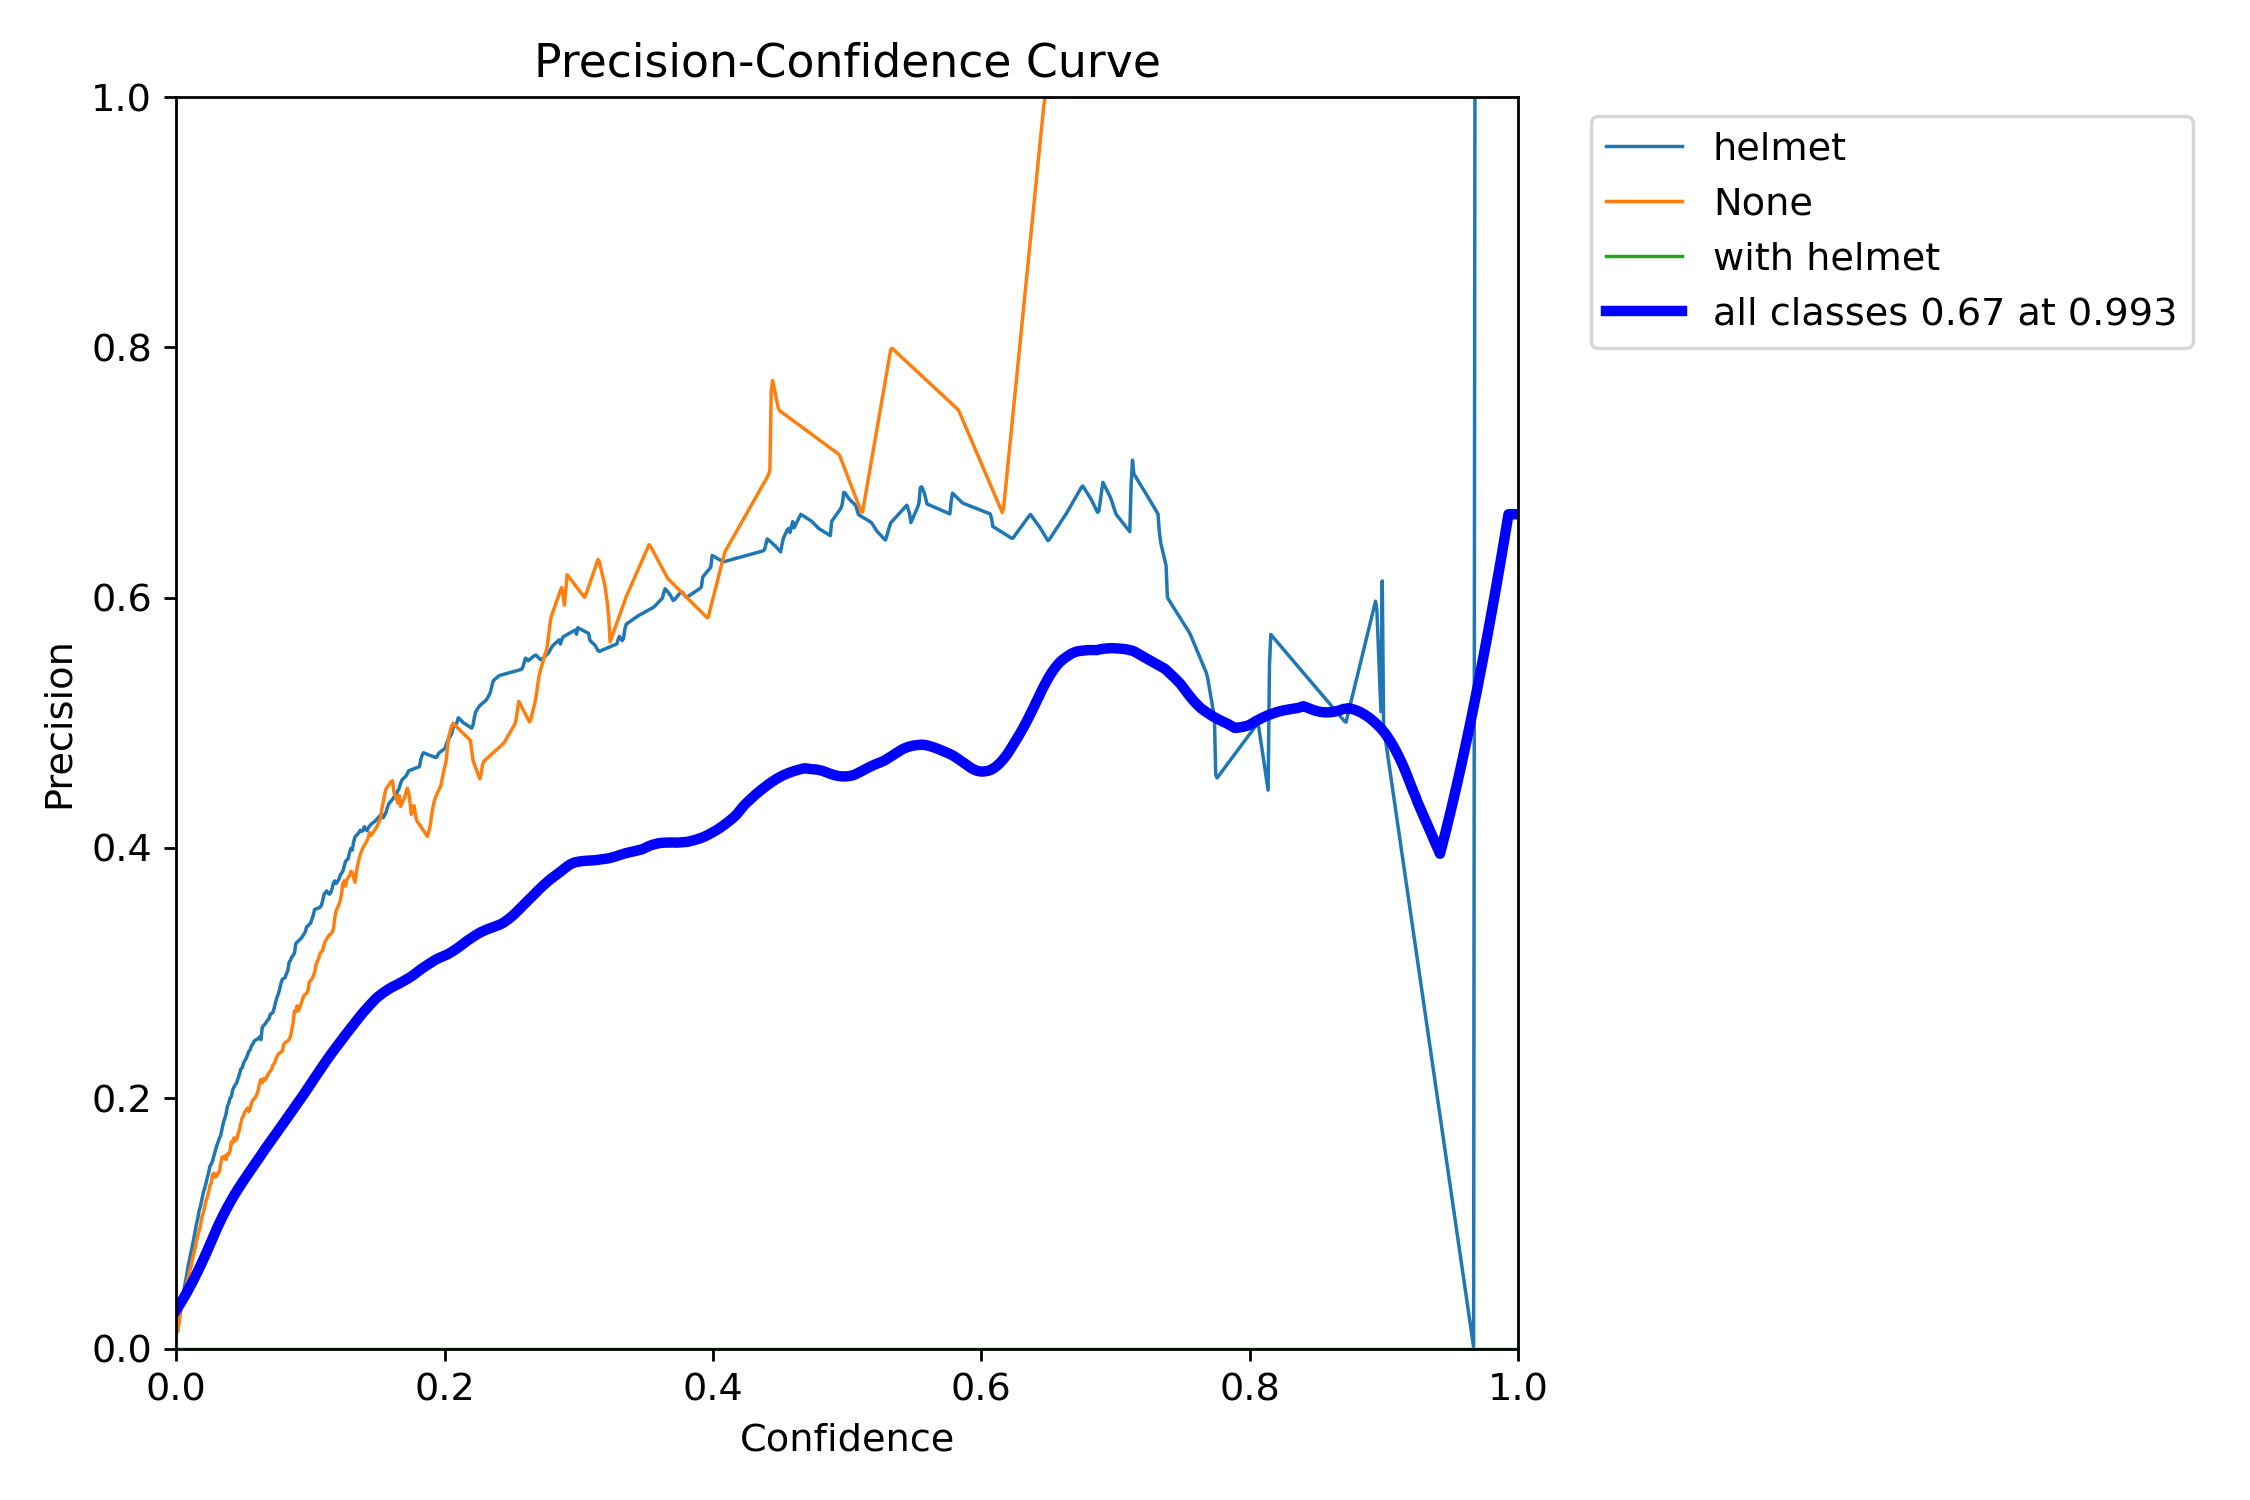 Precision-Confidence Curve
1.0
0.8
0.6
0.4
0.2
0.0
Precision
0.0 0.2 0.4 0.6 0.8 1.0
Confidence
helmet
None
with helmet
all classes 0.67 at 0.993